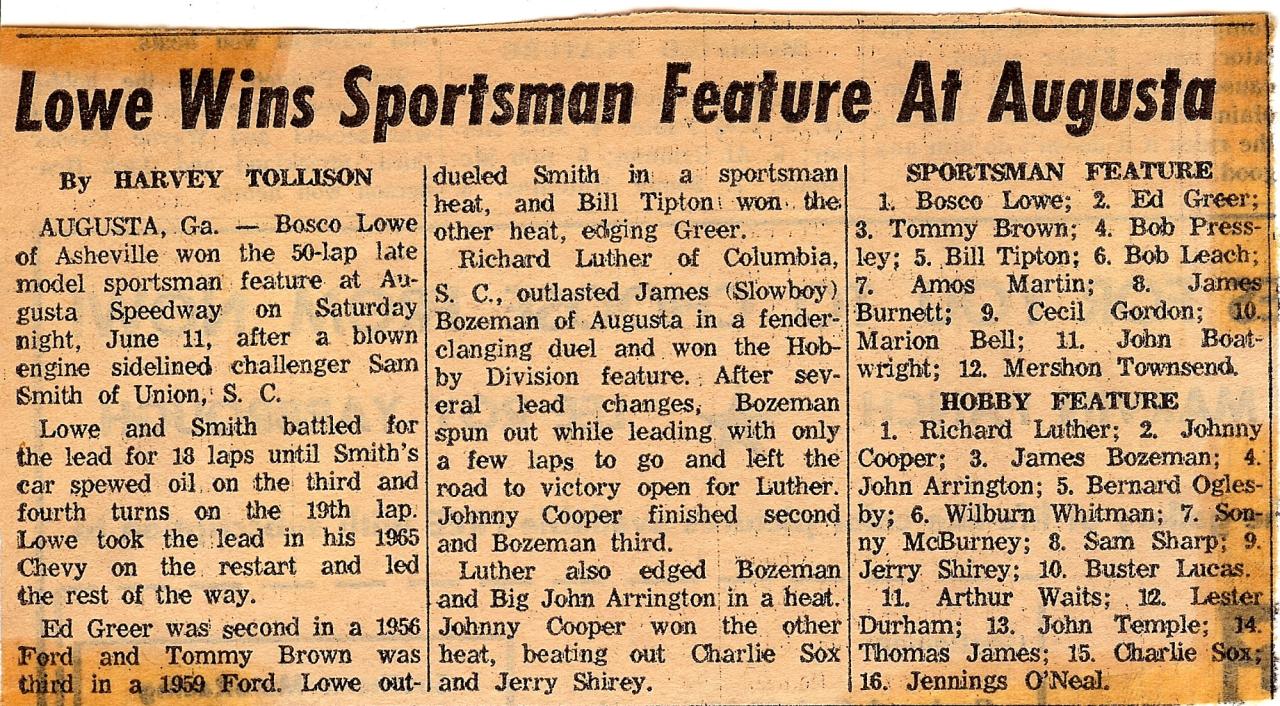 Lowe Wins Sportsman Feature At Augusta
By HARVEY TOLLISON
AUGUSTA, Ga. — Bosco Lowe
of Asheville won the 50-lap late
model sportsman feature at Au-
gusta Speedway on Saturday
night, June 11, after a blown
engine sidelined challenger Sam
Smith of Union, S. C.
Lowe and Smith battled for
the lead for 18 laps until Smith's
car spewed oil on the third and
fourth turns on the 19th lap.
Lowe took the lead in his 1965
Chevy on the restart and led
the rest of the way.
Ed Greer was second in a 1956
Ford and Tommy Brown was
third in a 1959 Ford. Lowe out-
dueled Smith in a sportsman
heat, and Bill Tipton won the
other heat, edging Greer.
Richard Luther of Columbia,
S. C., outlasted James (Slowboy)
Bozeman of Augusta in a fender-
clanging duel and won the Hob-
by Division feature. After sev-
eral lead changes, Bozeman
spun out while leading with only
a few laps to go and left the
road to victory open for Luther.
Johnny Cooper finished second
and Bozeman third.
Luther also edged Bozeman
and Big John Arrington in a heat.
Johnny Cooper won the other
heat, beating out Charlie Sox
and Jerry Shirey.
SPORTSMAN FEATURE
1. Bosco Lowe; 2. Ed Greer;
3. Tommy Brown; 4. Bob Press-
ley; 5. Bill Tipton; 6. Bob Leach;
7. Amos Martin; 8. James
Burnett; 9. Cecil Gordon; 10.
Marion Bell; 11. John Boat-
wright; 12. Mershon Townsend.
HOBBY FEATURE
1. Richard Luther; 2. Johnny
Cooper; 3. James Bozeman; 4.
John Arrington; 5. Bernard Ogles-
by; 6. Wilburn Whitman; 7. Son-
ny McBurney; 8. Sam Sharp; 9.
Jerry Shirey; 10. Buster Lucas.
11. Arthur Waits; 12. Lester
Durham; 13. John Temple; 14.
Thomas James; 15. Charlie Sox;
16. Jennings O'Neal.